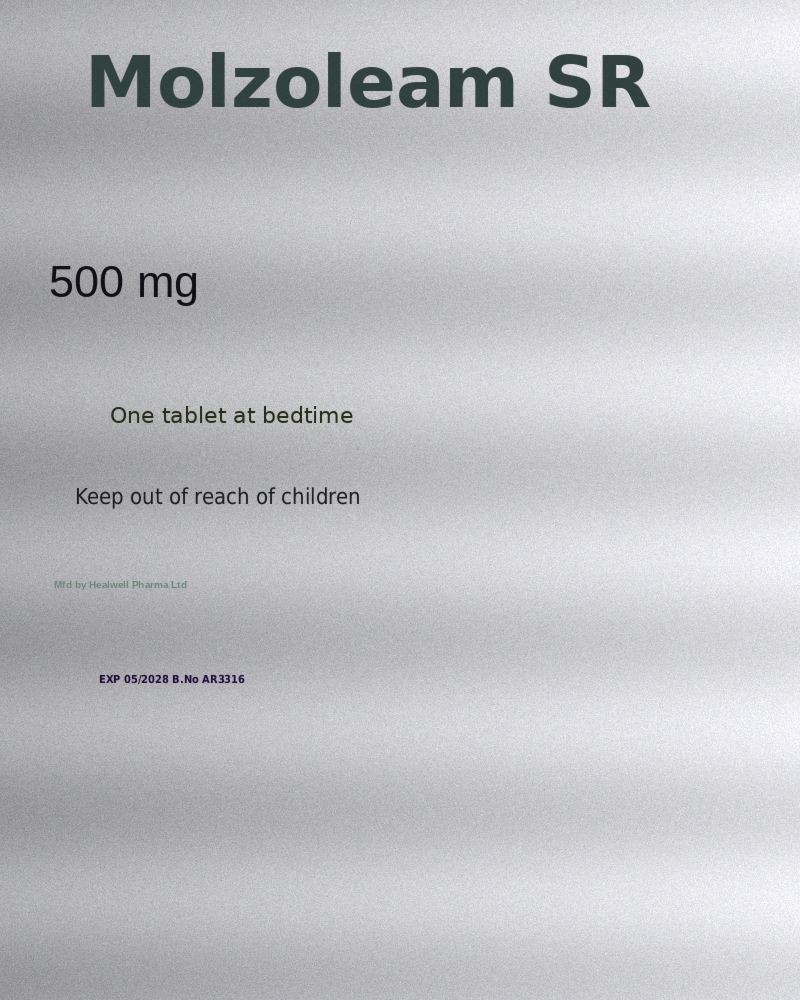 Molzoleam SR
500 mg
One tablet at bedtime
Keep out of reach of children
Mfd by Healwell Pharma Ltd
EXP 05/2028 B.No AR3316